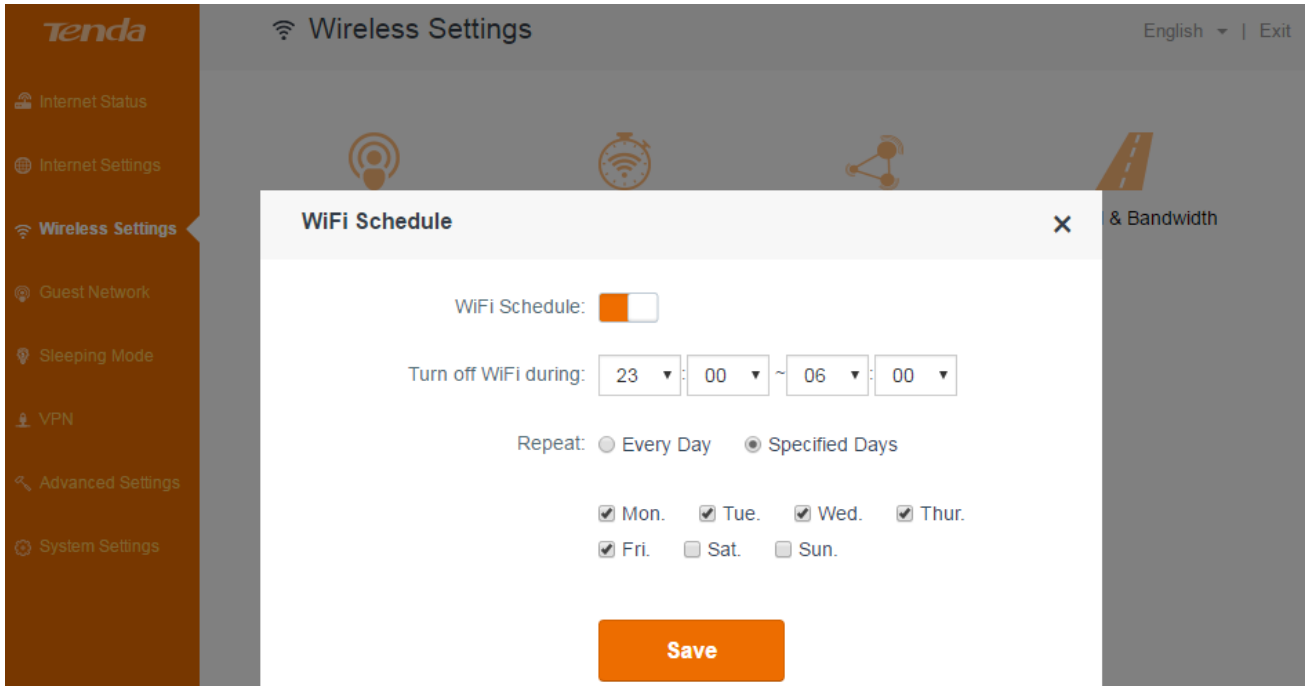 Tenda
Wireless Settings
English | Exit
Internet Status
Internet Settings
Wireless Settings
Guest Network
Sleeping Mode
VPN
Advanced Settings
System Settings
& Bandwidth
WiFi Schedule
WiFi Schedule:
Turn off WiFi during: 23 : 00 ~ 06 : 00
Repeat: Every Day Specified Days
Mon. Tue. Wed. Thur.
Fri. Sat. Sun.
Save